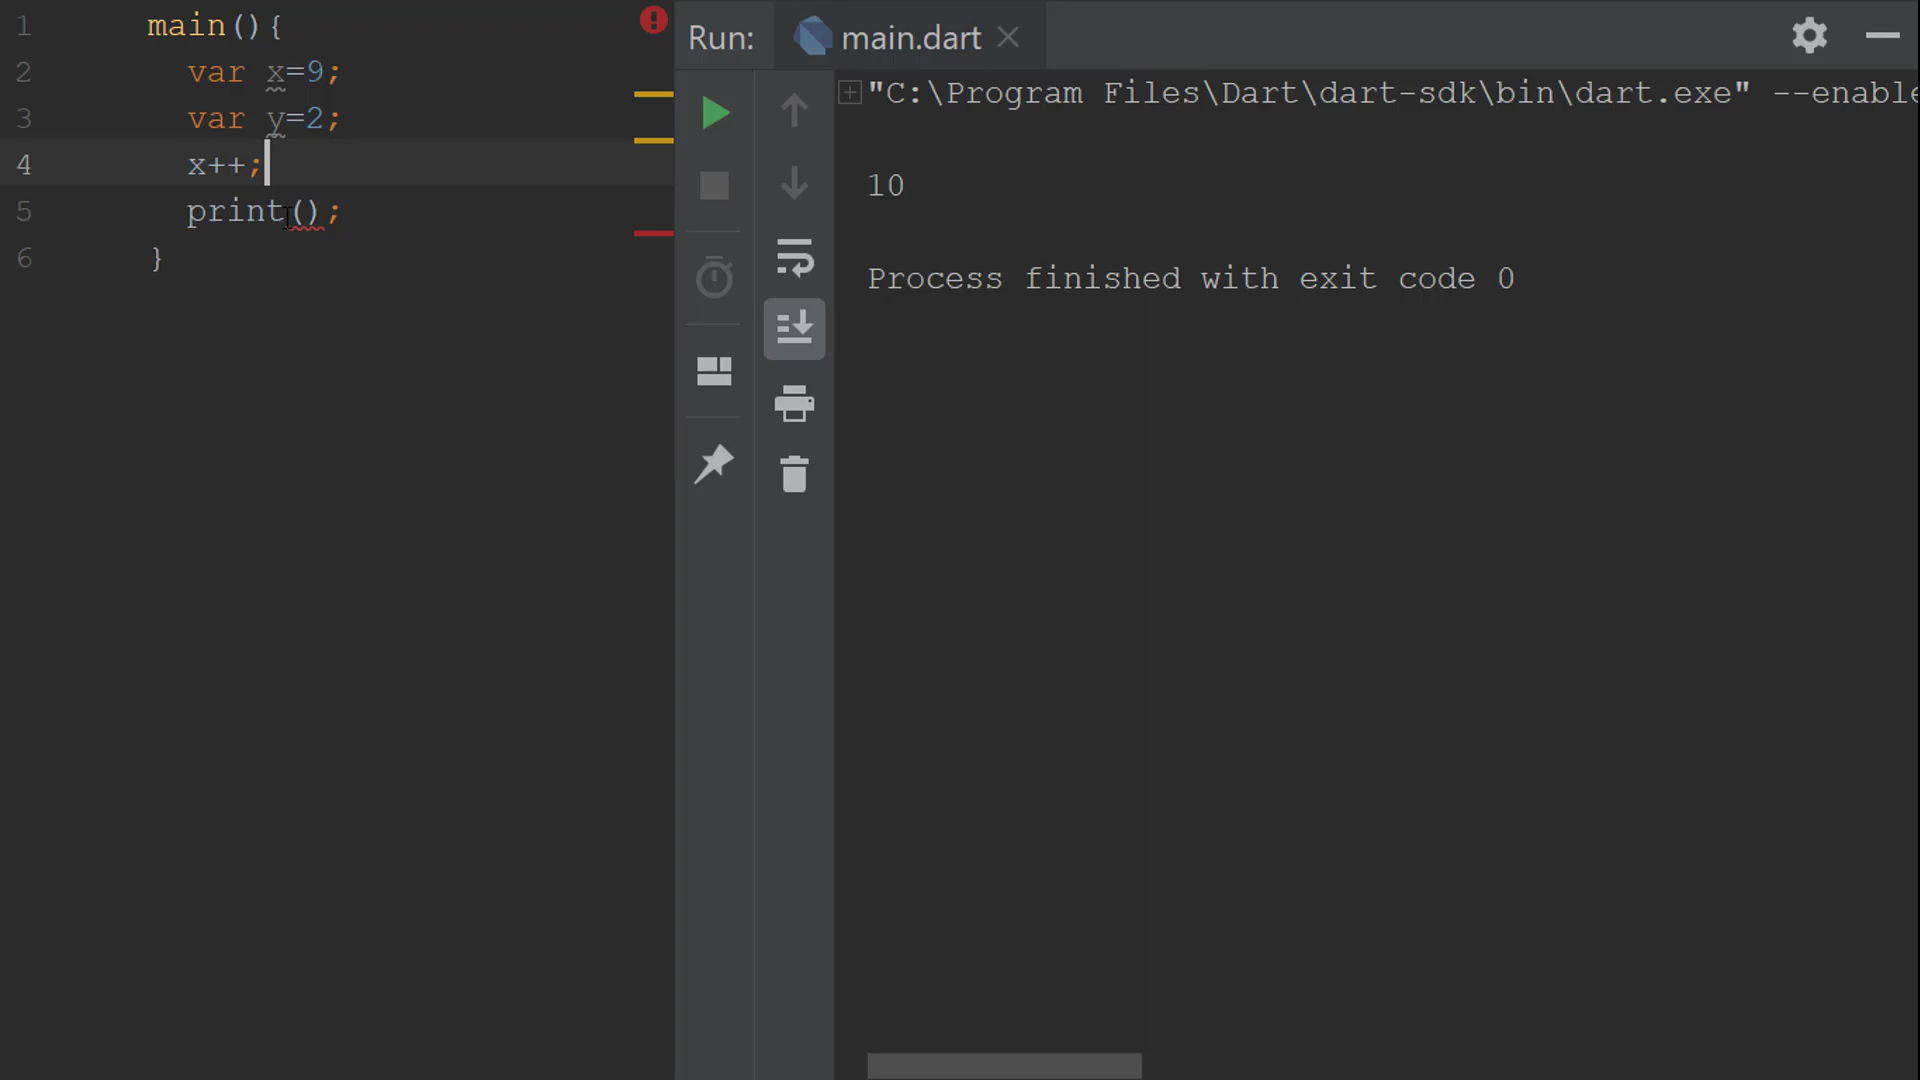 1 main(){
2 var x=9;
3 var y=2;
4 x++;
5 print();
6 }
Run: main.dart
"C:\Program Files\Dart\dart-sdk\bin\dart.exe" --enable
10
Process finished with exit code 0